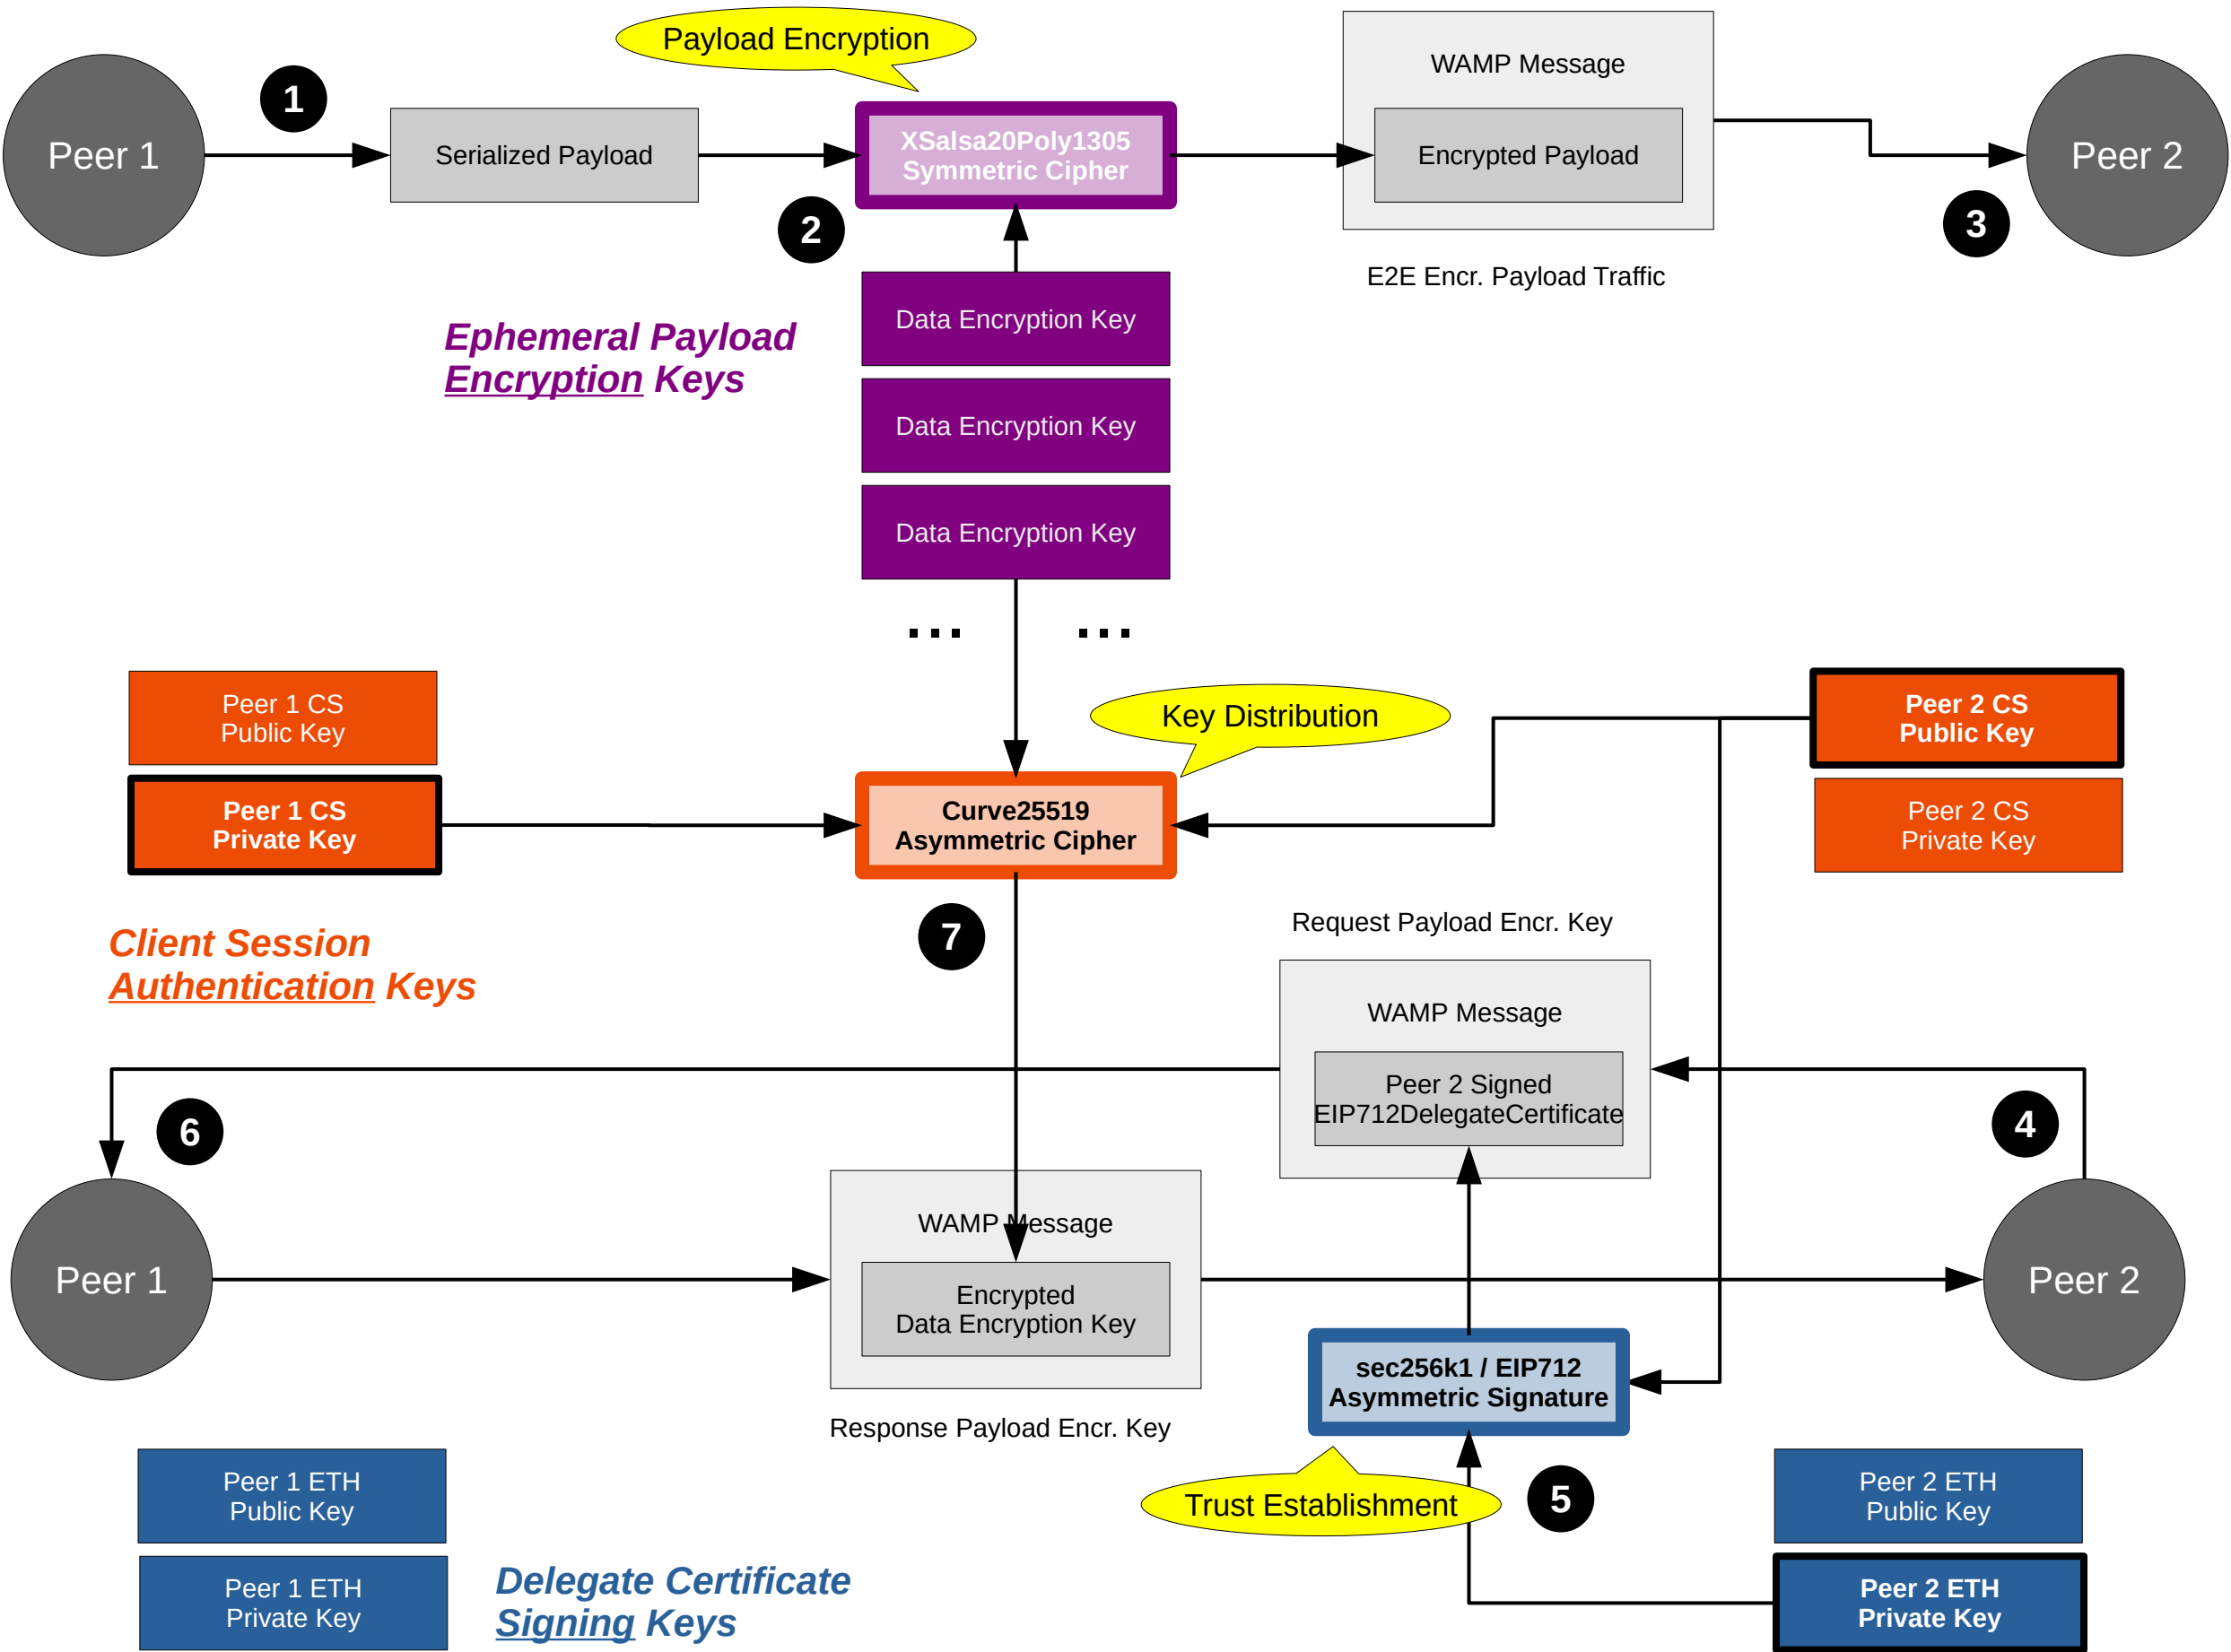 Payload Encryption
WAMP Message
1
Peer 1
Serialized Payload
XSalsa20Poly1305
Symmetric Cipher
Encrypted Payload
Peer 2
2
3
E2E Encr. Payload Traffic
Data Encryption Key
Ephemeral Payload
Encryption Keys
Data Encryption Key
Data Encryption Key
... ...
Peer 1 CS
Public Key
Key Distribution
Peer 2 CS
Public Key
Peer 1 CS
Private Key
Curve25519
Asymmetric Cipher
Peer 2 CS
Private Key
7
Request Payload Encr. Key
Client Session
Authentication Keys
WAMP Message
Peer 2 Signed
EIP712DelegateCertificate
6
4
WAMP Message
Peer 1
Encrypted
Data Encryption Key
Peer 2
sec256k1 / EIP712
Asymmetric Signature
Response Payload Encr. Key
Peer 1 ETH
Public Key
Trust Establishment
5
Peer 2 ETH
Public Key
Peer 1 ETH
Private Key
Delegate Certificate
Signing Keys
Peer 2 ETH
Private Key